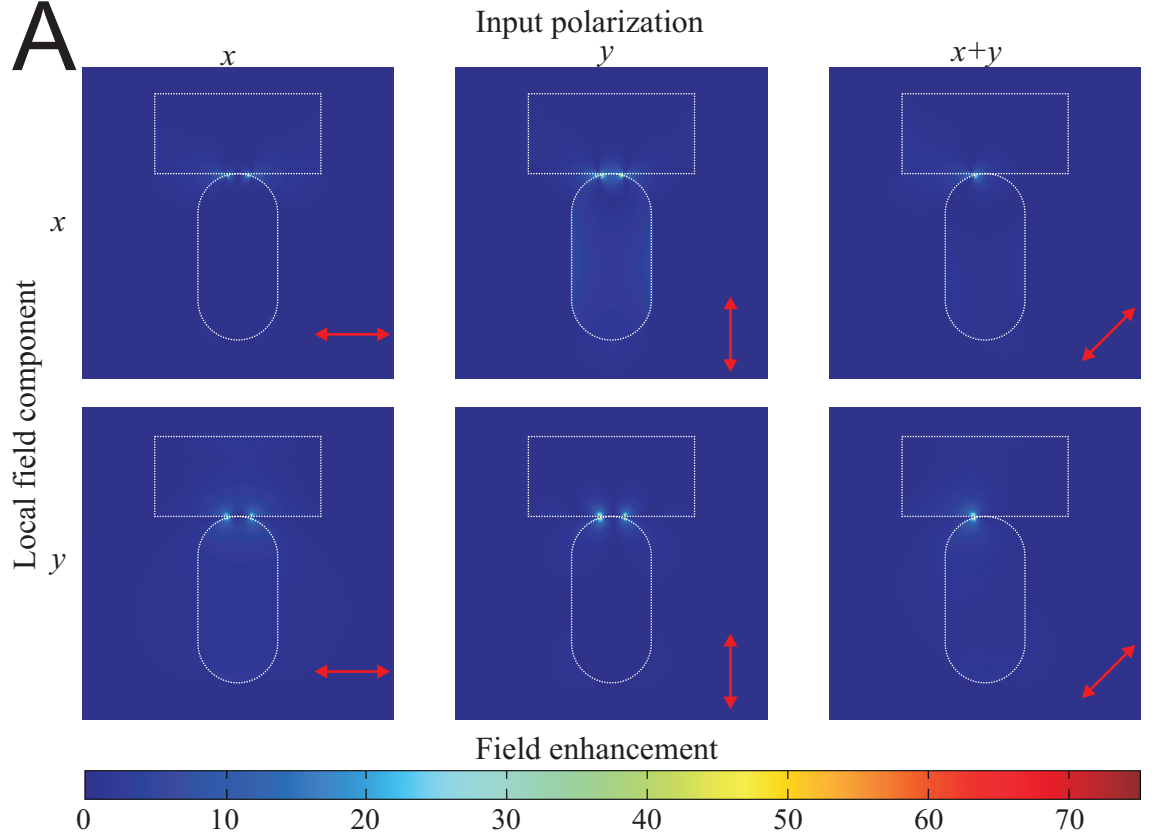 A
Input polarization
x y x+y
Local field component
x
y
Field enhancement
0 10 20 30 40 50 60 70